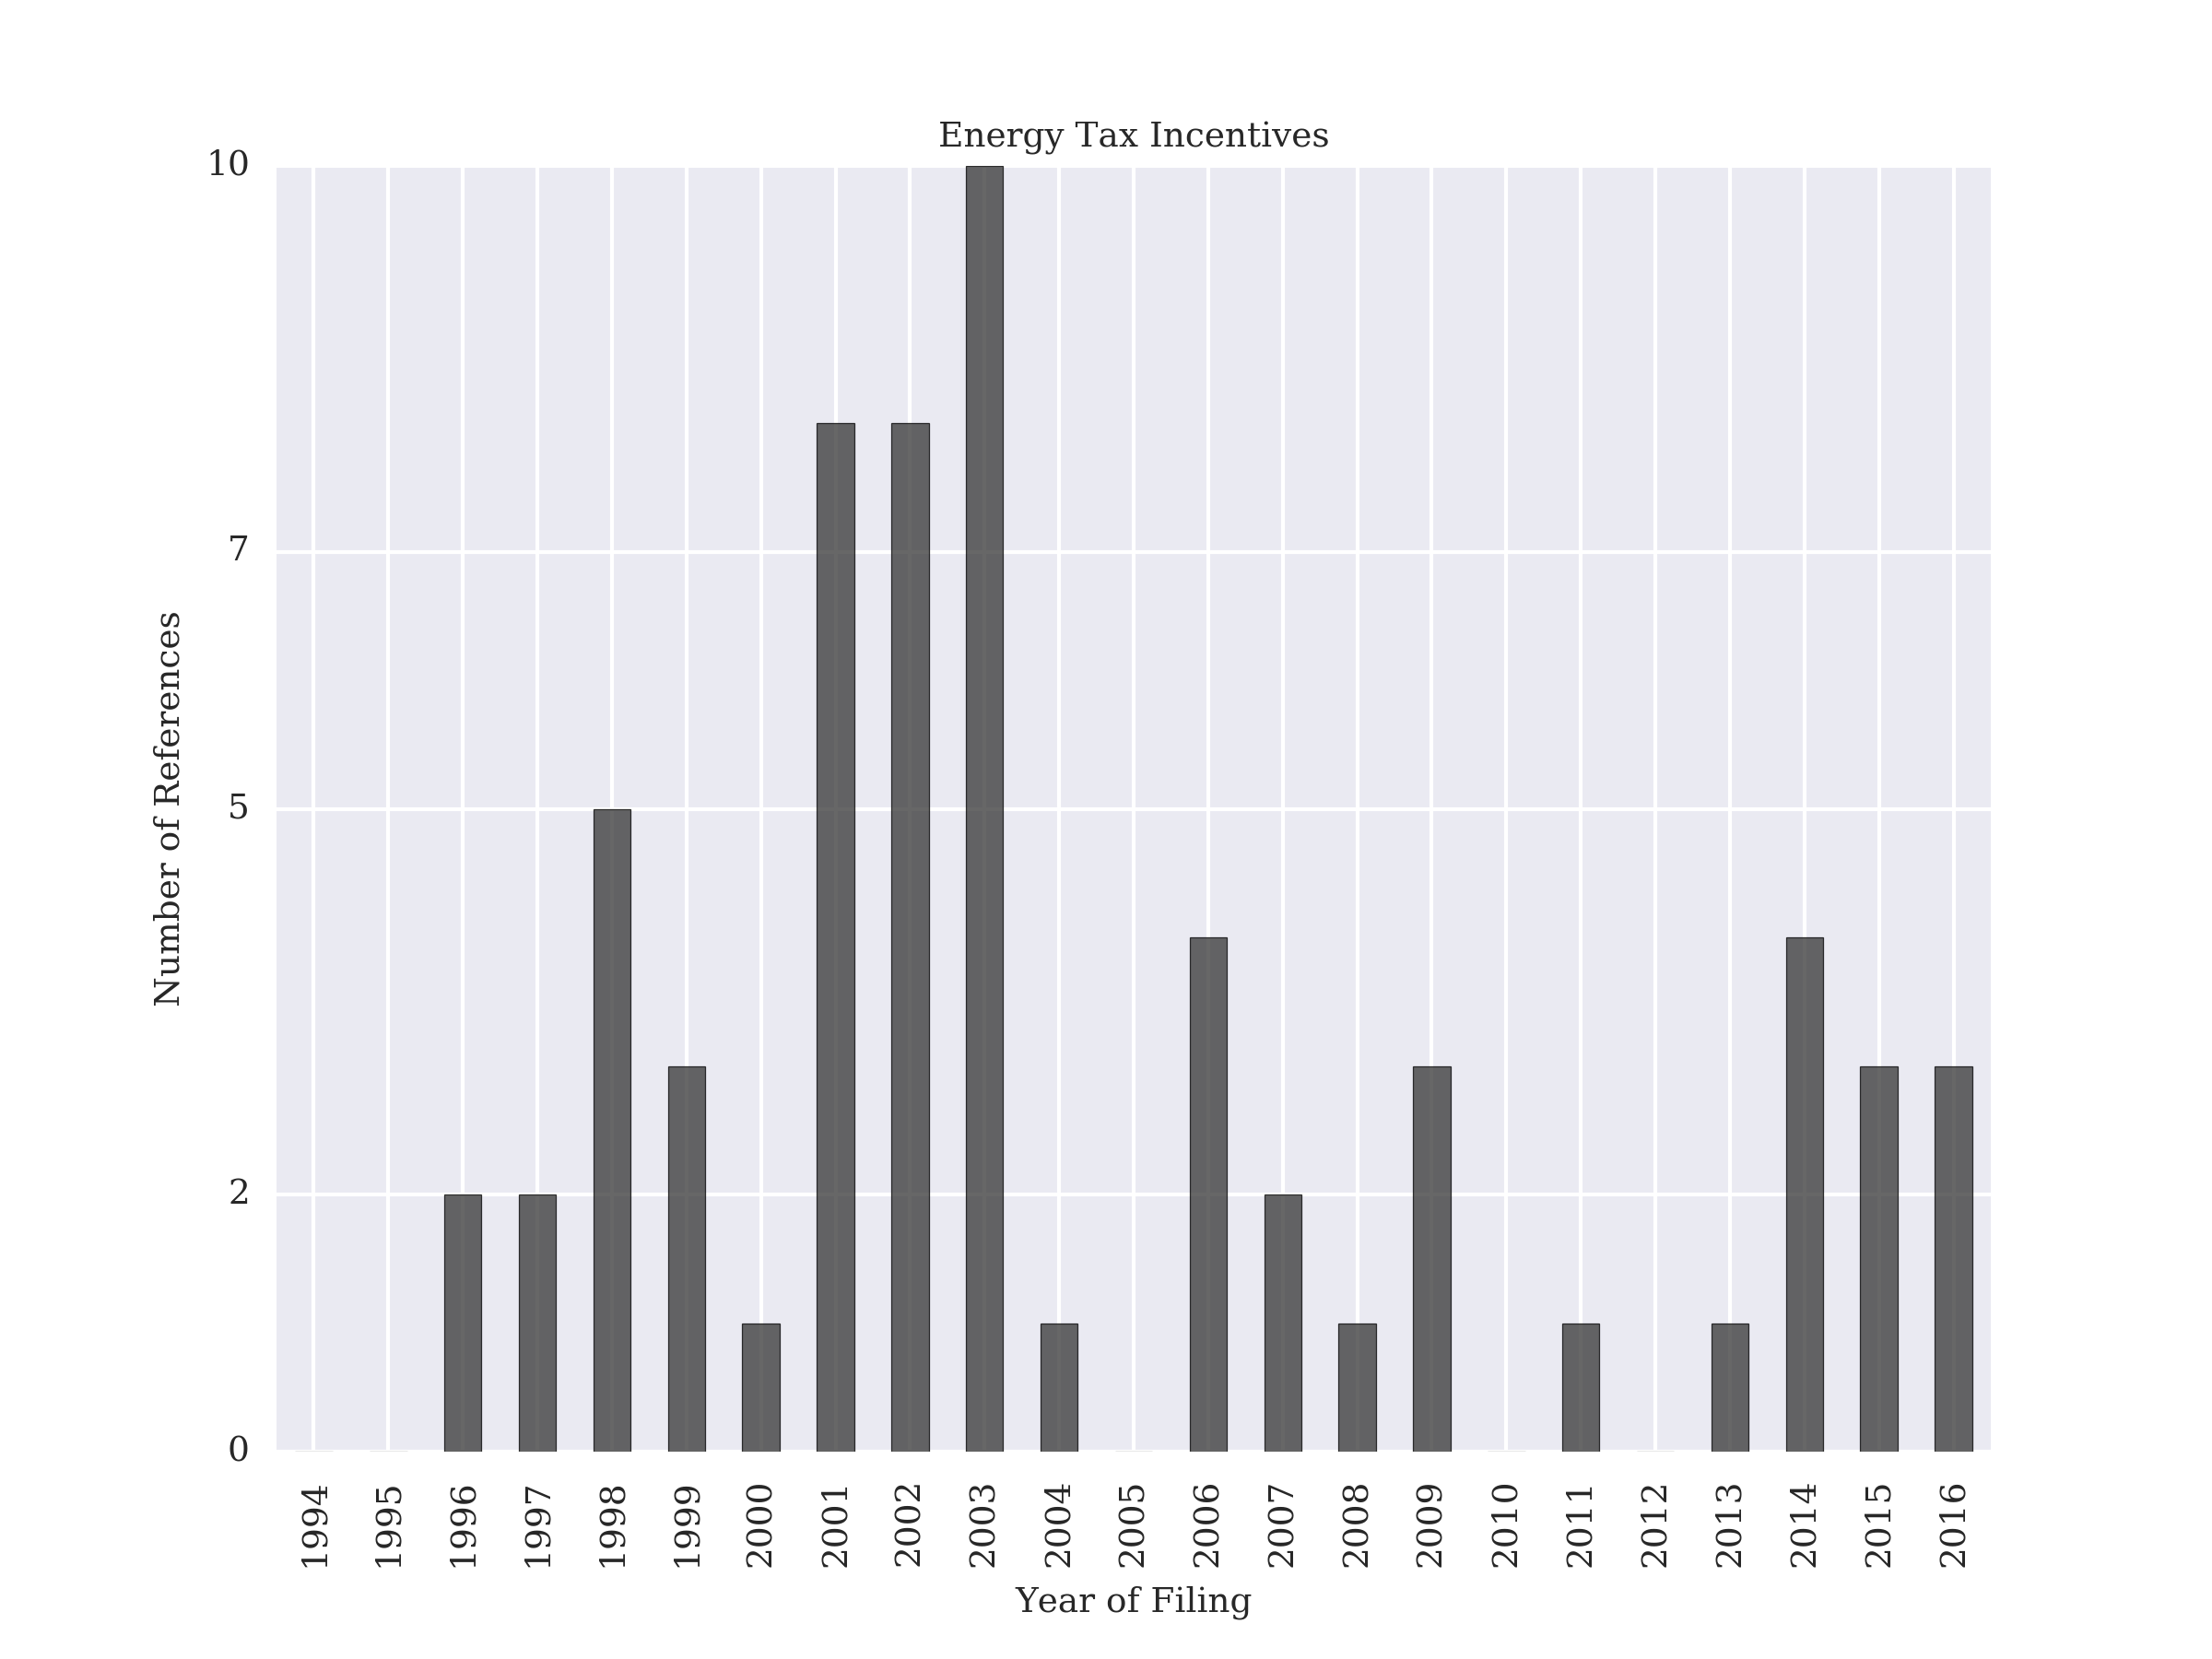 Energy Tax Incentives
10
7
5
2
0
Number of References
1994 1995 1996 1997 1998 1999 2000 2001 2002 2003 2004 2005 2006 2007 2008 2009 2010 2011 2012 2013 2014 2015 2016
Year of Filing